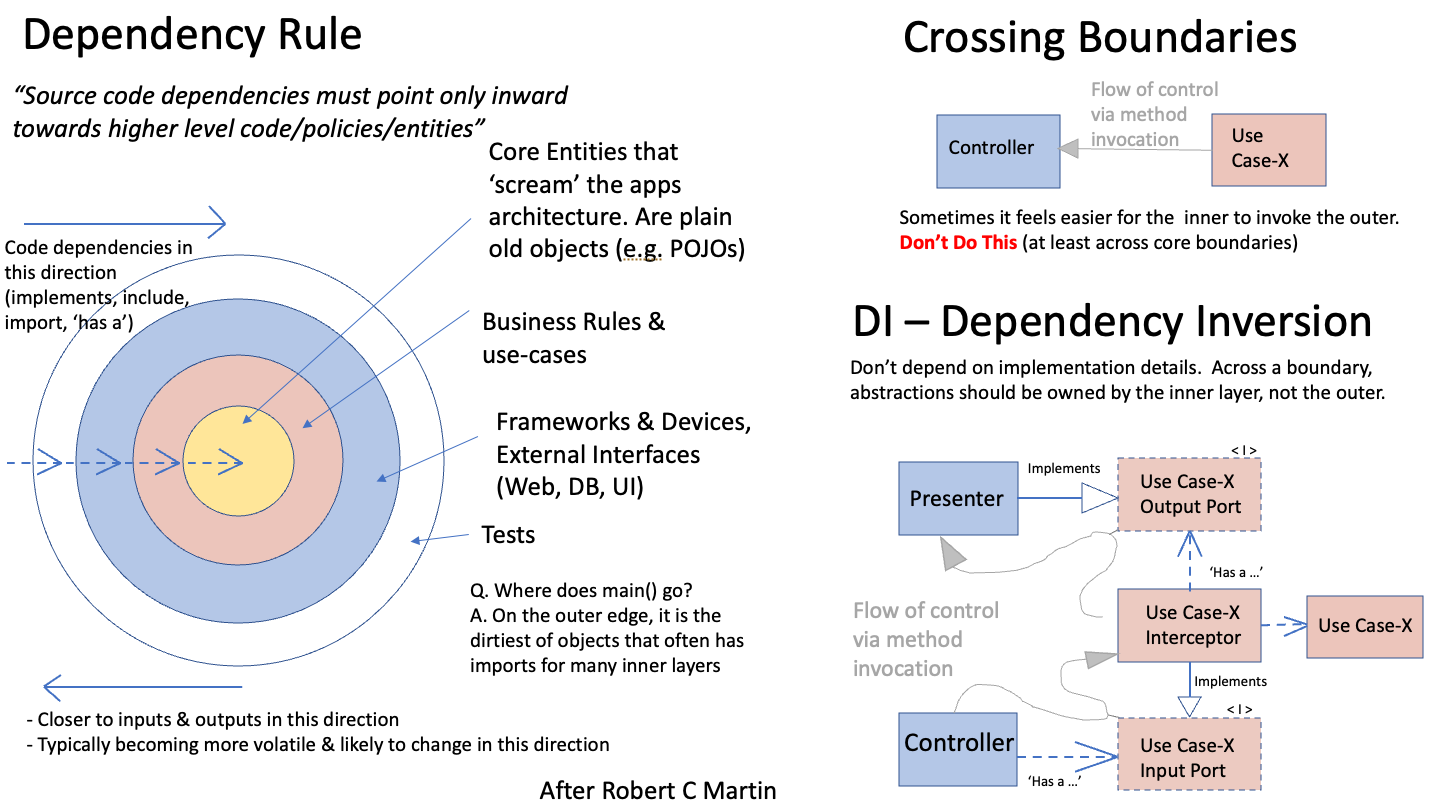 Dependency Rule
“Source code dependencies must point only inward
towards higher level code/policies/entities”
Core Entities that
‘scream’ the apps
architecture. Are plain
old objects (e.g. POJOs)
Code dependencies in
this direction
(implements, include,
import, ‘has a’)
Business Rules &
use-cases
Frameworks & Devices,
External Interfaces
(Web, DB, UI)
Tests
Q. Where does main() go?
A. On the outer edge, it is the
dirtiest of objects that often has
imports for many inner layers
- Closer to inputs & outputs in this direction
- Typically becoming more volatile & likely to change in this direction
After Robert C Martin
Crossing Boundaries
Flow of control
via method
invocation
Controller
Use
Case-X
Sometimes it feels easier for the  inner to invoke the outer.
Don’t Do This (at least across core boundaries)
DI – Dependency Inversion
Don’t depend on implementation details.  Across a boundary,
abstractions should be owned by the inner layer, not the outer.
< I >
Presenter
Implements
Use Case-X
Output Port
‘Has a ...’
Flow of control
via method
invocation
Use Case-X
Interceptor
Use Case-X
Implements
< I >
Controller
‘Has a ...’
Use Case-X
Input Port